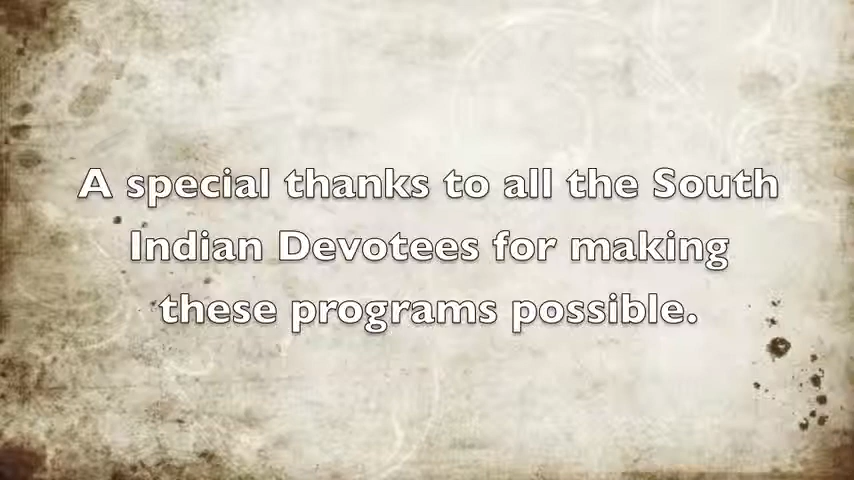 A special thanks to all the South
Indian Devotees for making
these programs possible.